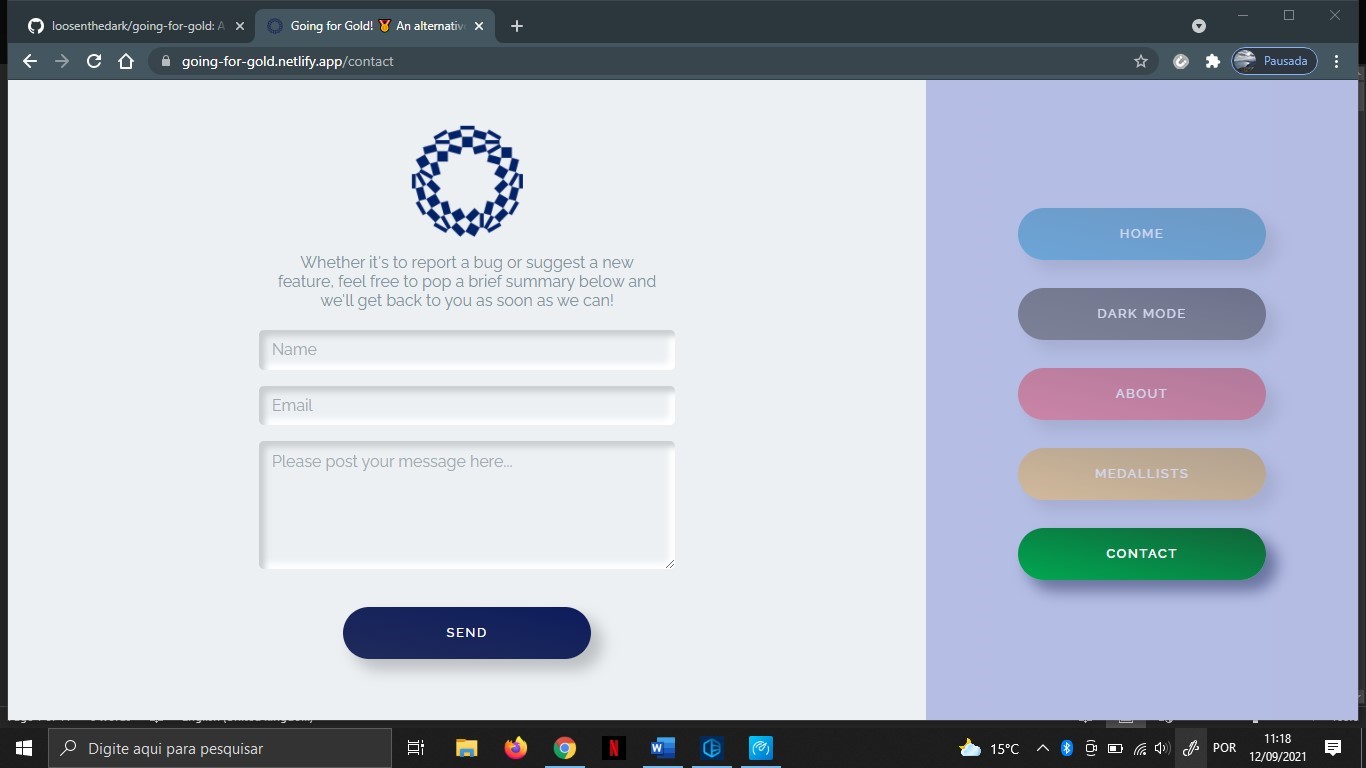 loosenthedark/going-for-gold: A
Going for Gold! 🏅 An alternative
going-for-gold.netlify.app/contact
Pausada
Whether it's to report a bug or suggest a new
feature, feel free to pop a brief summary below and
we'll get back to you as soon as we can!
Name
Email
Please post your message here...
SEND
HOME
DARK MODE
ABOUT
MEDALLISTS
CONTACT
Digite aqui para pesquisar
N
W
15°C
POR
11:18
12/09/2021